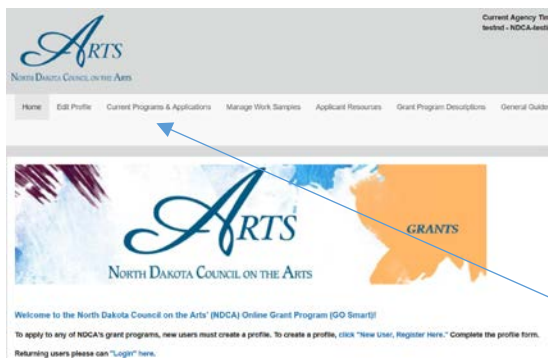 Current Agency Tim
testnd - NDCA-testi
ARTS
NORTH DAKOTA COUNCIL ON THE ARTS
Home Edit Profile Current Programs & Applications Manage Work Samples Applicant Resources Grant Program Descriptions General Guide
ARTS
NORTH DAKOTA COUNCIL ON THE ARTS
GRANTS
Welcome to the North Dakota Council on the Arts' (NDCA) Online Grant Program (GO Smart)!
To apply to any of NDCA's grant programs, new users must create a profile. To create a profile, click "New User, Register Here." Complete the profile form.
Returning users please can "Login" here.